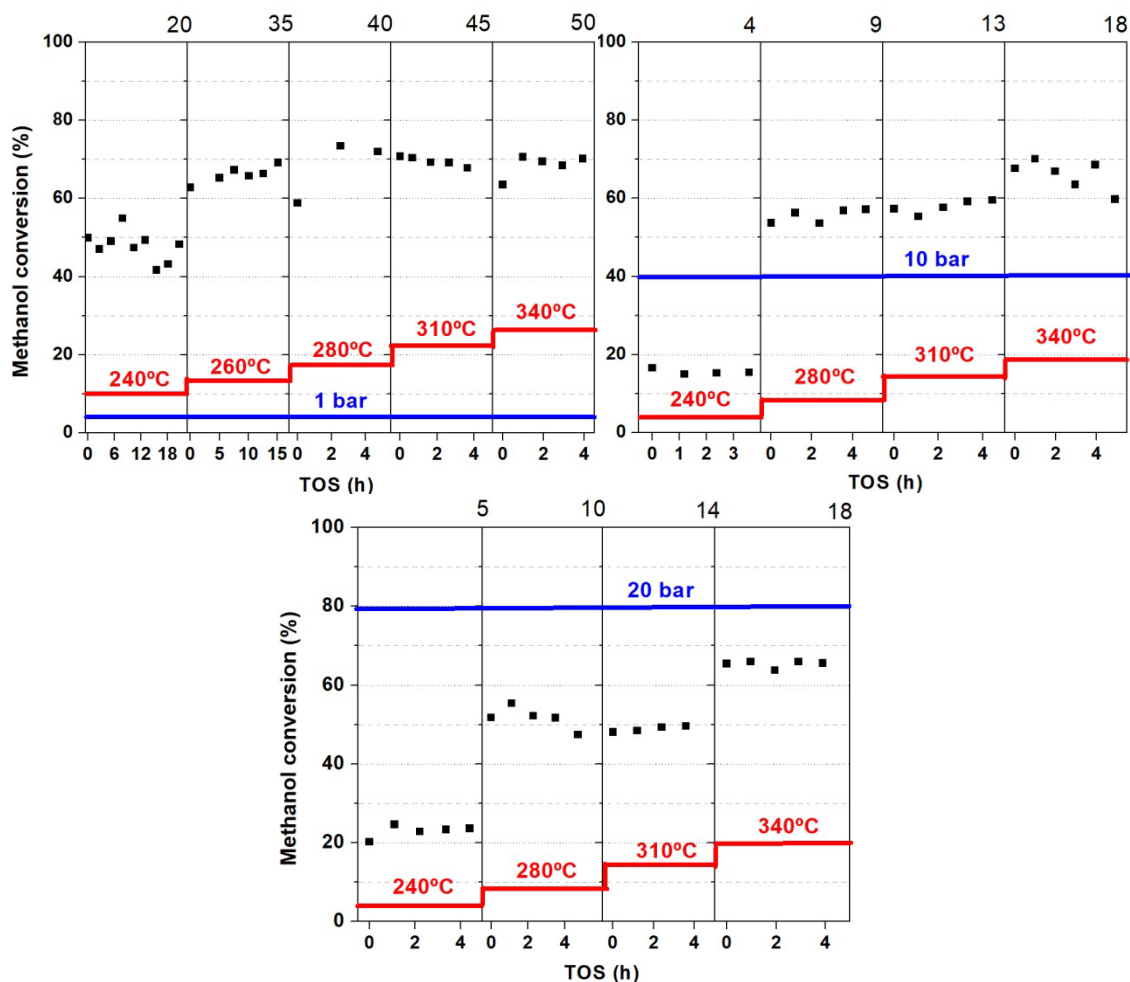 20 35 40 45 50
100
80
60
40
20
0
Methanol conversion (%)
240ºC
260ºC
280ºC
310ºC
340ºC
1 bar
0 6 12 18 0 5 10 15 0 2 4 0 2 4 0 2 4
TOS (h)
4 9 13 18
100
80
60
40
20
0
Methanol conversion (%)
10 bar
240ºC
280ºC
310ºC
340ºC
0 1 2 3 0 2 4 0 2 4 0 2 4
TOS (h)
5 10 14 18
100
80
60
40
20
0
Methanol conversion (%)
20 bar
240ºC
280ºC
310ºC
340ºC
0 2 4 0 2 4 0 2 4 0 2 4
TOS (h)